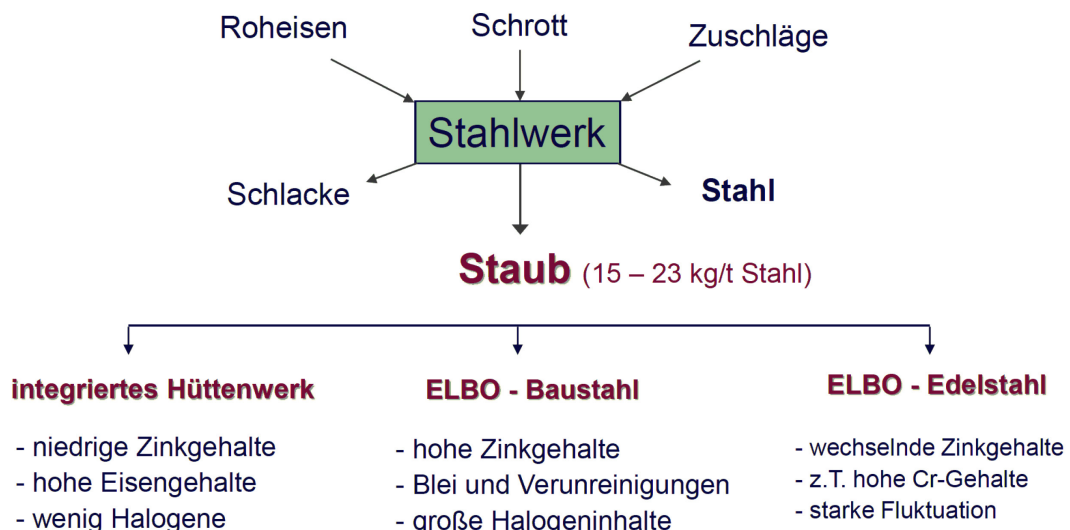 Roheisen
Schrott
Zuschläge
Stahlwerk
Schlacke
Stahl
Staub (15 – 23 kg/t Stahl)
integriertes Hüttenwerk
- niedrige Zinkgehalte
- hohe Eisengehalte
- wenig Halogene
ELBO - Baustahl
- hohe Zinkgehalte
- Blei und Verunreinigungen
- große Halogeninhalte
ELBO - Edelstahl
- wechselnde Zinkgehalte
- z.T. hohe Cr-Gehalte
- starke Fluktuation